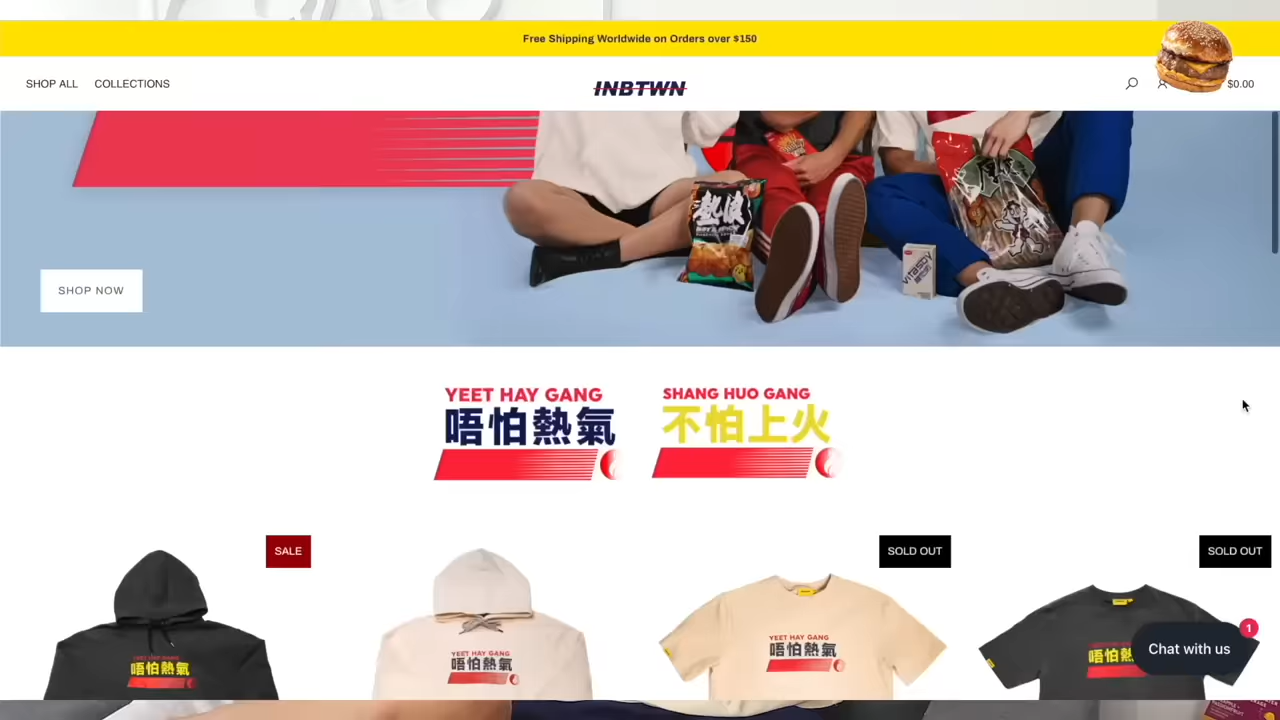 Free Shipping Worldwide on Orders over $150
SHOP ALL
COLLECTIONS
INBTWN
$0.00
熱浪
VITASOY
SHOP NOW
YEET HAY GANG
唔怕熱氣
SHANG HUO GANG
不怕上火
SALE
SOLD OUT
SOLD OUT
YEET HAY GANG
唔怕熱氣
YEET HAY GANG
唔怕熱氣
YEET HAY GANG
唔怕熱氣
唔怕
1
Chat with us